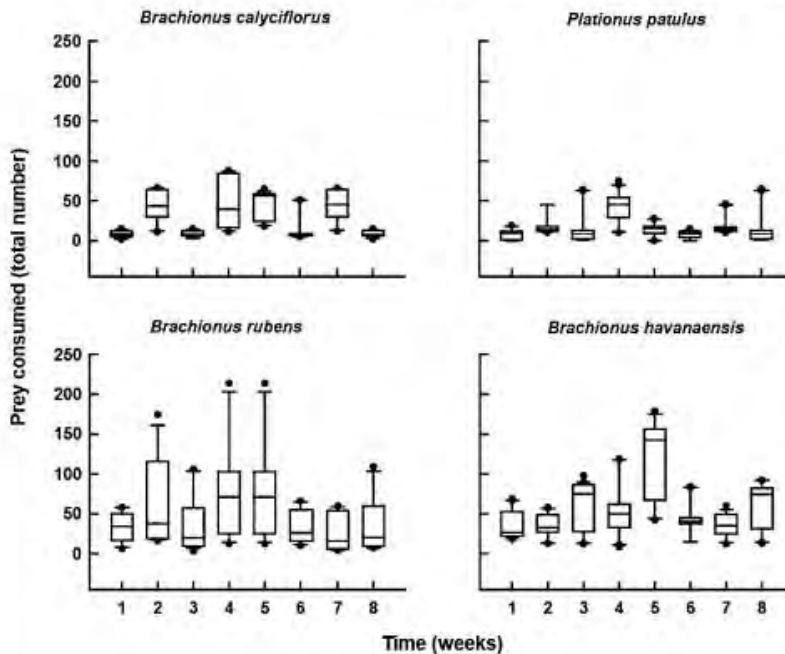 Brachionus calyciflorus
Plationus patulus
250
200
150
100
50
0
Brachionus rubens
Brachionus havanaensis
250
200
150
100
50
0
1 2 3 4 5 6 7 8
1 2 3 4 5 6 7 8
Prey consumed (total number)
Time (weeks)